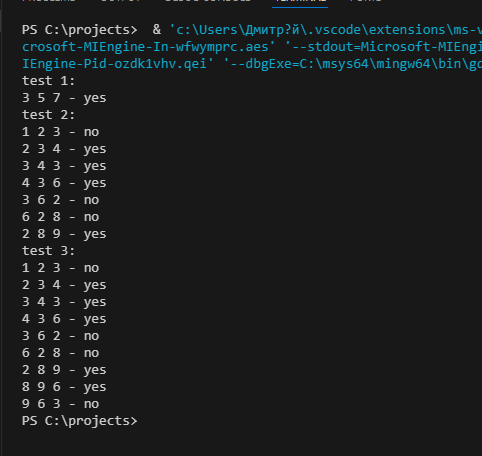 TERMINAL
PS C:\projects>  & 'c:\Users\Дмитр?й\.vscode\extensions\ms-v
crosoft-MIEngine-In-wfwymprc.aes' '--stdout=Microsoft-MIEng
IEngine-Pid-ozdk1vhv.qei' '--dbgExe=C:\msys64\mingw64\bin\g
test 1:
3 5 7 - yes
test 2:
1 2 3 - no
2 3 4 - yes
3 4 3 - yes
4 3 6 - yes
3 6 2 - no
6 2 8 - no
2 8 9 - yes
test 3:
1 2 3 - no
2 3 4 - yes
3 4 3 - yes
4 3 6 - yes
3 6 2 - no
6 2 8 - no
2 8 9 - yes
8 9 6 - yes
9 6 3 - no
PS C:\projects>